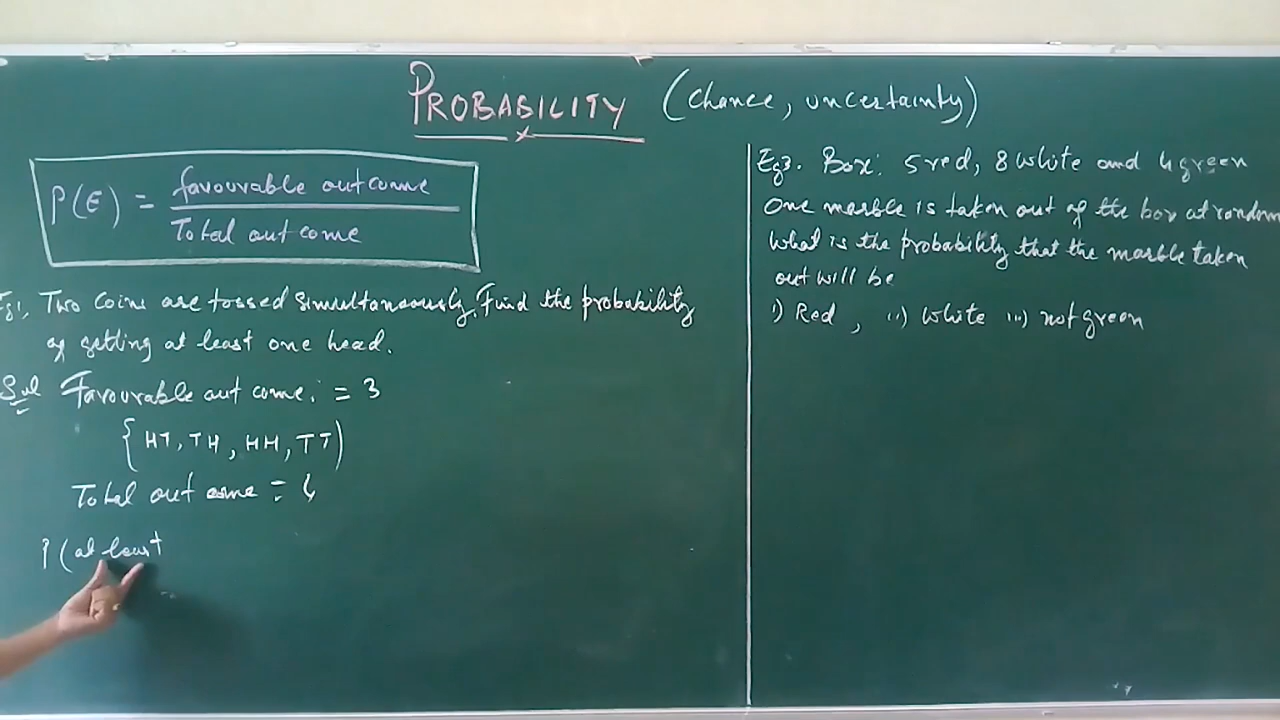 PROBABILITY (Chance, uncertainty)
P(E) = favourable outcome
Total outcome
Eg1, Two Coins are tossed simultaneously, Find the probability
of getting at least one head.
Sol Favourable out come: = 3
{HT, TH, HH, TT)
Total out come = 4
P(at least
Eg3. Box: 5 red, 8 white and 4 green
One marble is taken out of the box at random
What is the probability that the marble taken
out will be
i) Red, ii) white iii) not green